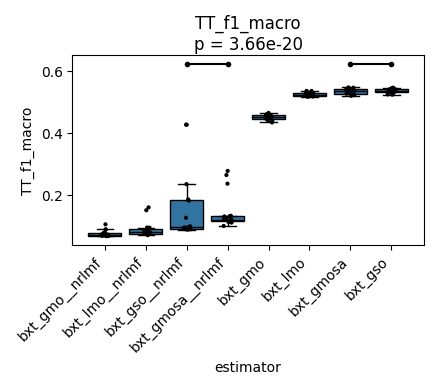 TT_f1_macro
p = 3.66e-20
TT_f1_macro
0.6
0.4
0.2
bxt_gmo__nrlmf
bxt_lmo__nrlmf
bxt_gso__nrlmf
bxt_gmosa__nrlmf
bxt_gmo
bxt_lmo
bxt_gmosa
bxt_gso
estimator